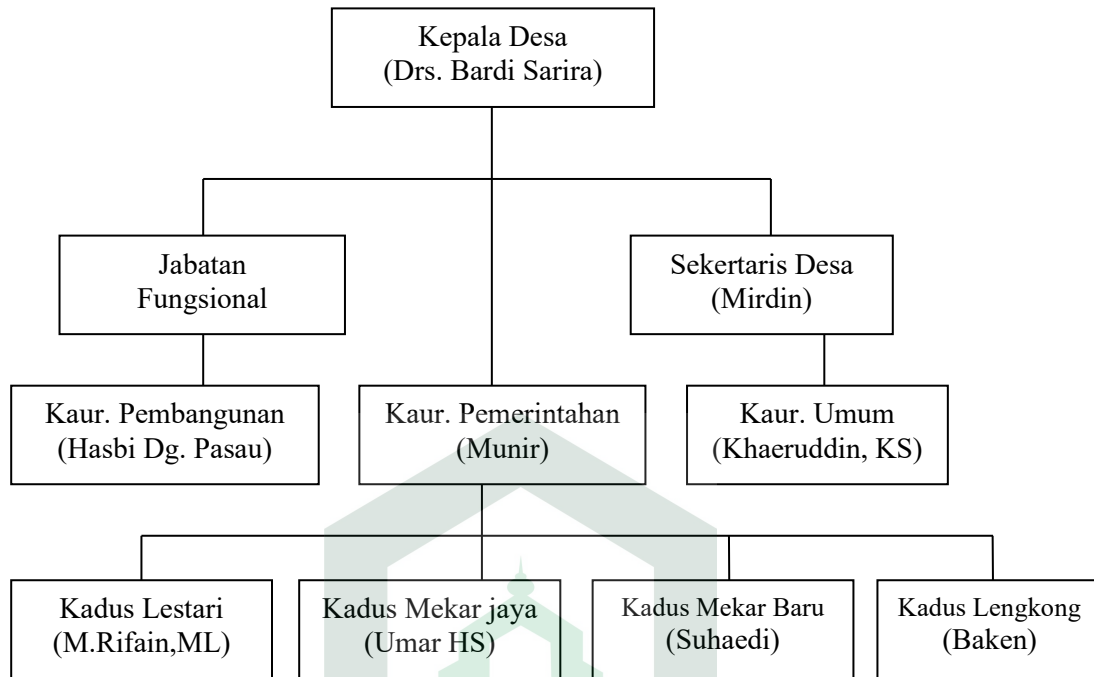 Kepala Desa
(Drs. Bardi Sarira)
Jabatan
Fungsional
Sekertaris Desa
(Mirdin)
Kaur. Pembangunan
(Hasbi Dg. Pasau)
Kaur. Pemerintahan
(Munir)
Kaur. Umum
(Khaeruddin, KS)
Kadus Lestari
(M.Rifain,ML)
Kadus Mekar jaya
(Umar HS)
Kadus Mekar Baru
(Suhaedi)
Kadus Lengkong
(Baken)